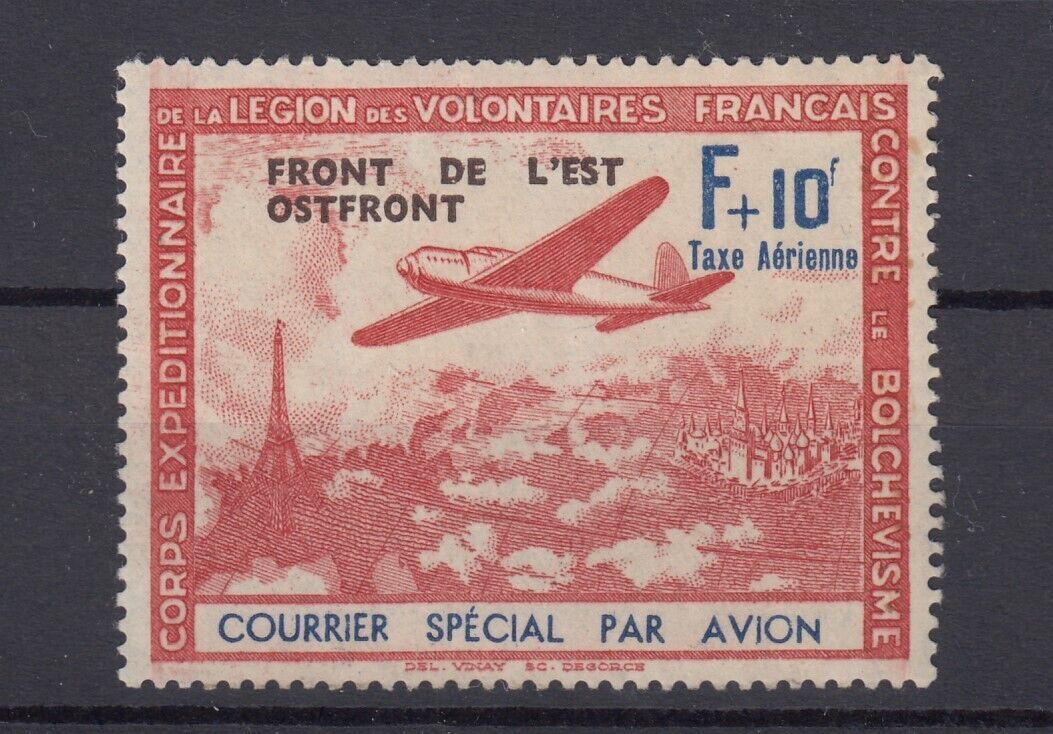 CORPS EXPEDITIONNAIRE
DE LA LEGION DES VOLONTAIRES FRANCAIS
CONTRE LE BOLCHEVISME
FRONT DE L'EST
OSTFRONT
F+10f
Taxe Aérienne
COURRIER SPÉCIAL PAR AVION
DEL. VINAY SC. DEGORCE